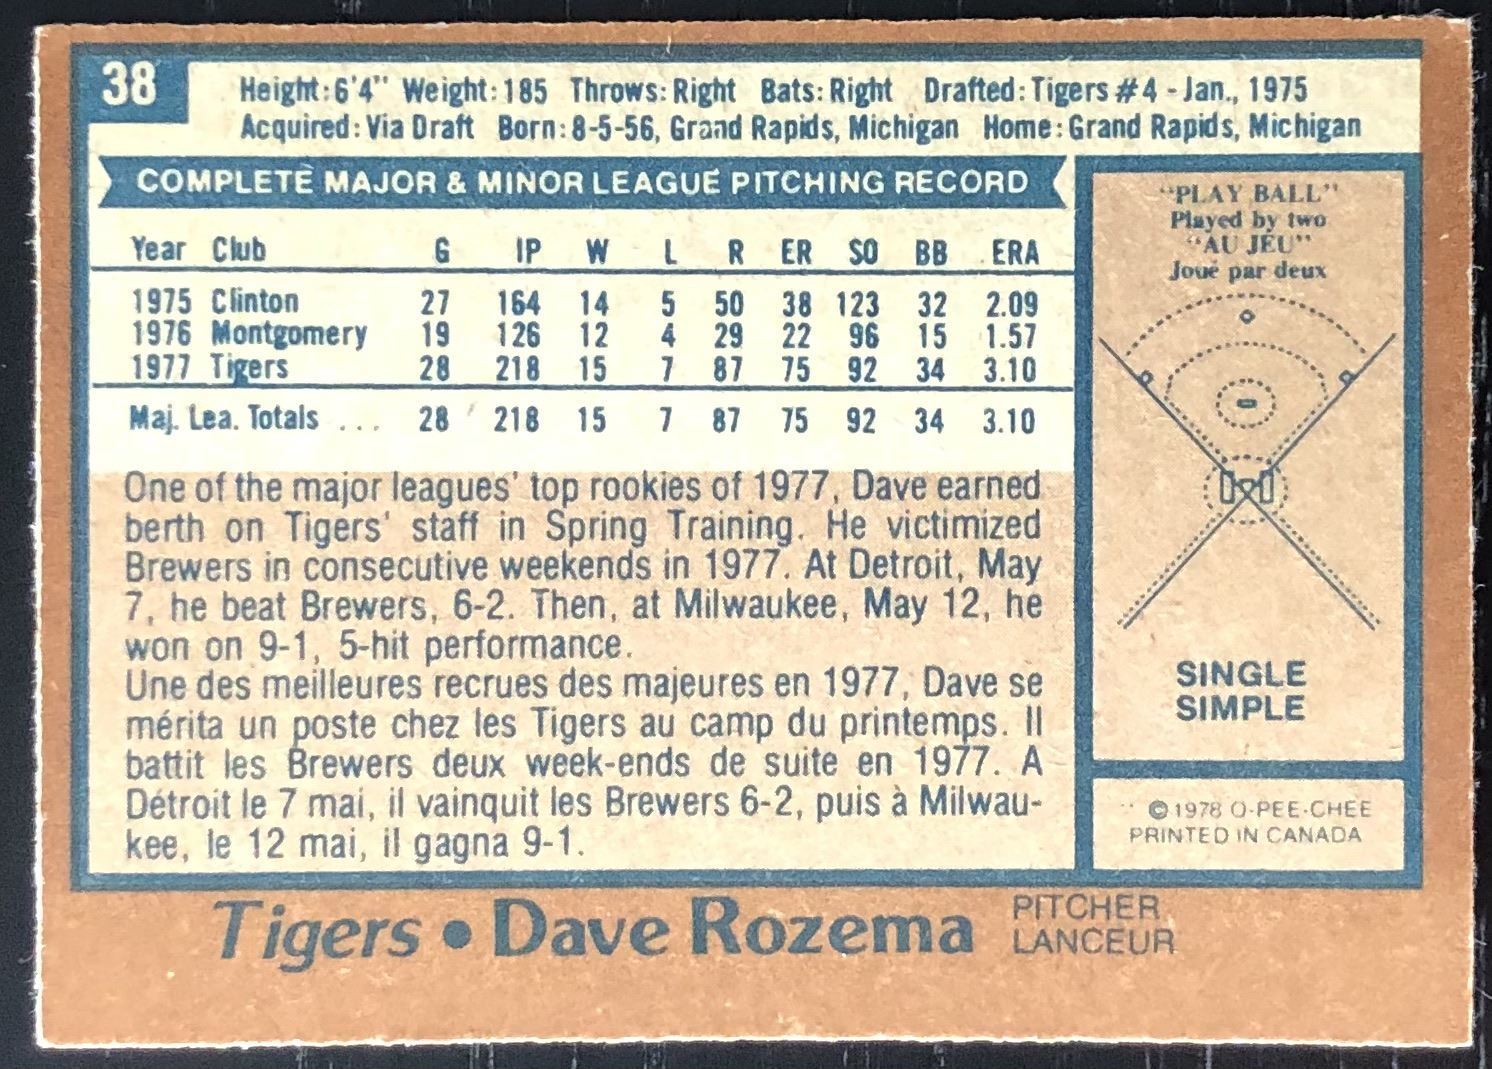 38
Height: 6'4" Weight: 185 Throws: Right Bats: Right Drafted: Tigers #4 - Jan., 1975
Acquired: Via Draft Born: 8-5-56, Grand Rapids, Michigan Home: Grand Rapids, Michigan
COMPLETE MAJOR & MINOR LEAGUE PITCHING RECORD
Year Club G IP W L R ER SO BB ERA
1975 Clinton 27 164 14 5 50 38 123 32 2.09
1976 Montgomery 19 126 12 4 29 22 96 15 1.57
1977 Tigers 28 218 15 7 87 75 92 34 3.10
Maj. Lea. Totals ... 28 218 15 7 87 75 92 34 3.10
One of the major leagues' top rookies of 1977, Dave earned
berth on Tigers' staff in Spring Training. He victimized
Brewers in consecutive weekends in 1977. At Detroit, May
7, he beat Brewers, 6-2. Then, at Milwaukee, May 12, he
won on 9-1, 5-hit performance.
Une des meilleures recrues des majeures en 1977, Dave se
mérita un poste chez les Tigers au camp du printemps. Il
battit les Brewers deux week-ends de suite en 1977. A
Détroit le 7 mai, il vainquit les Brewers 6-2, puis à Milwau-
kee, le 12 mai, il gagna 9-1.
"PLAY BALL"
Played by two
"AU JEU"
Joué par deux
SINGLE
SIMPLE
©1978 O-PEE-CHEE
PRINTED IN CANADA
Tigers • Dave Rozema
PITCHER
LANCEUR